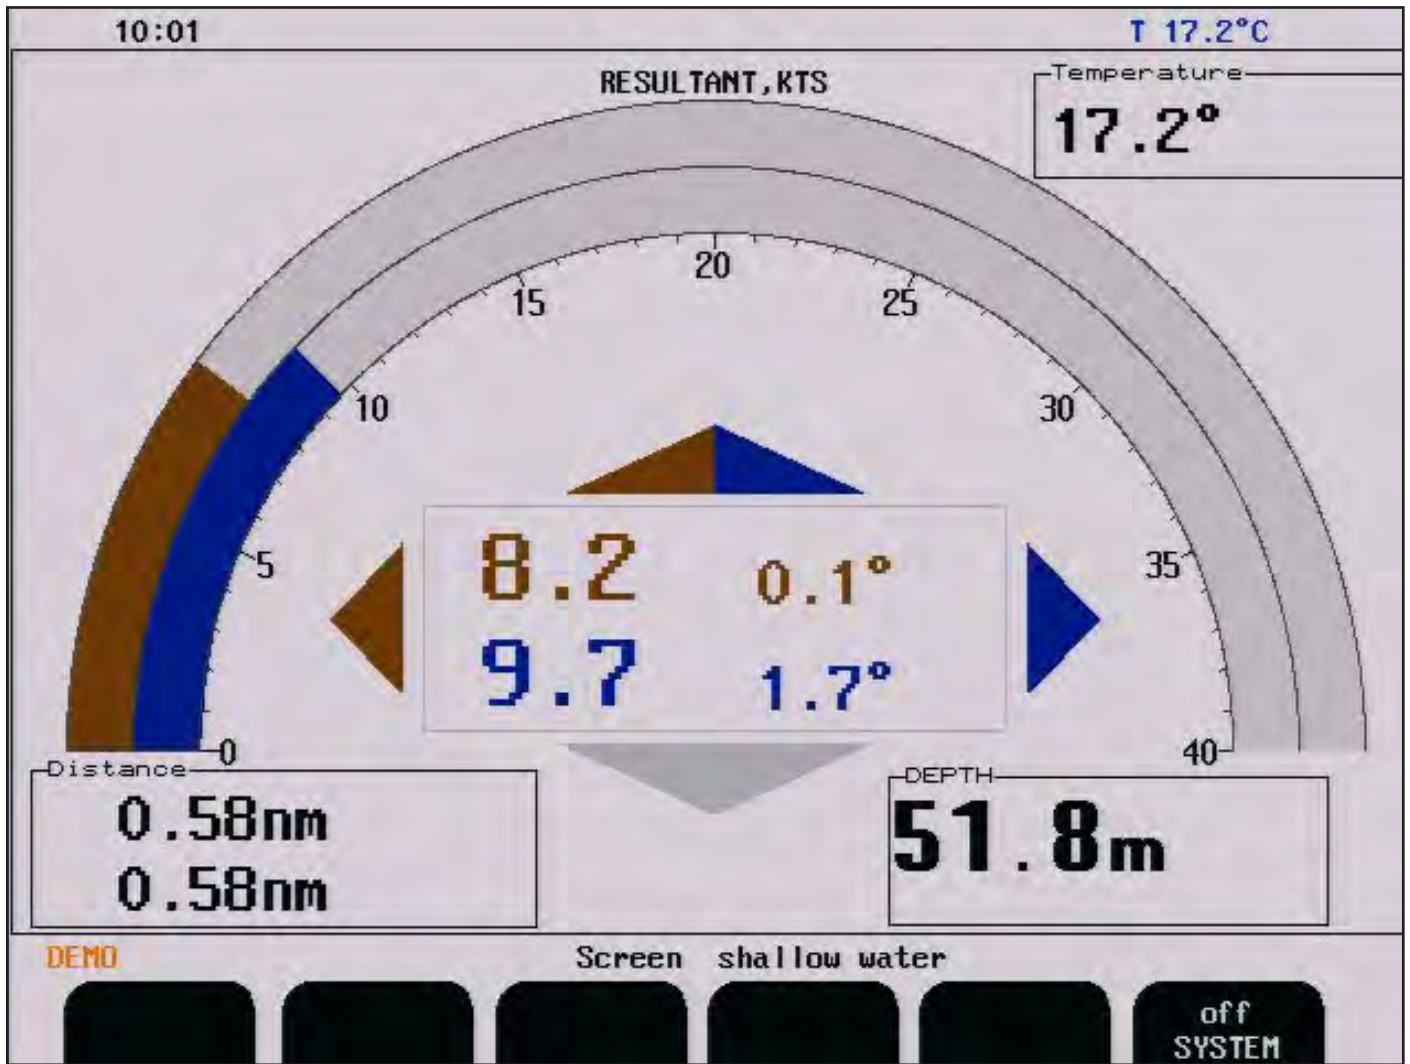 10:01
T 17.2°C
RESULTANT,KTS
Temperature
17.2°
20
15
25
10
30
5
35
8.2 0.1°
9.7 1.7°
0
40
Distance
0.58nm
0.58nm
DEPTH
51.8m
DEMO
Screen shallow water
off
SYSTEM